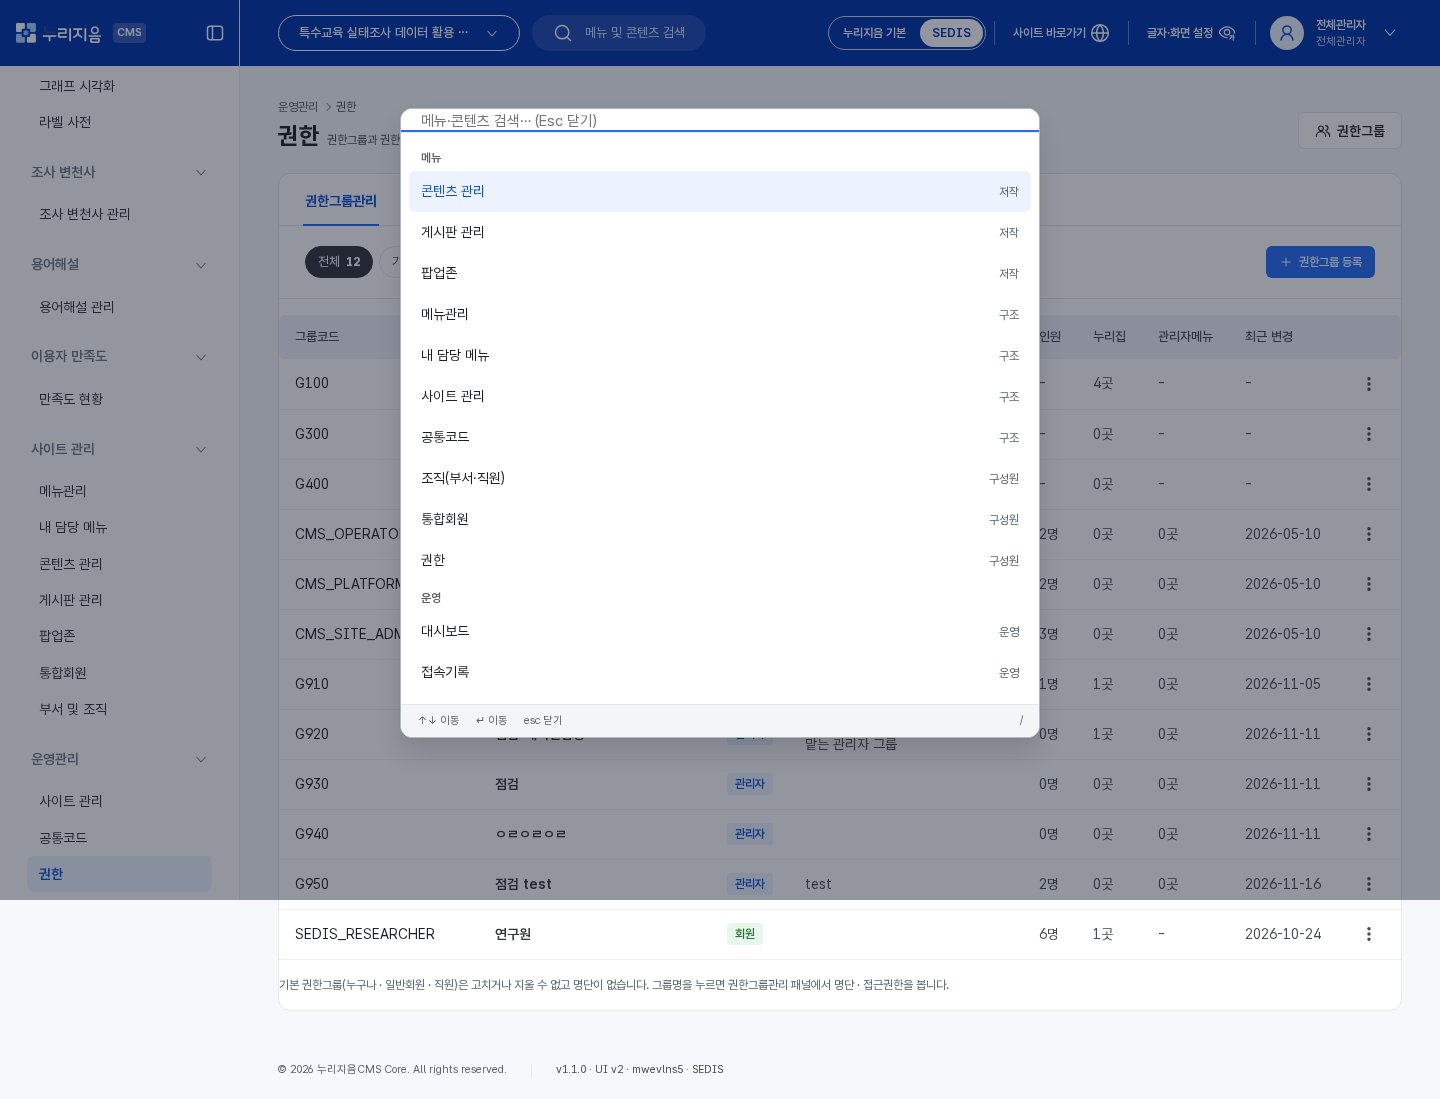 누리지음 CMS
특수교육 실태조사 데이터 활용 ···
메뉴 및 콘텐츠 검색
누리지음 기본 SEDIS
사이트 바로가기
글자·화면 설정
전체관리자
전체관리자
그래프 시각화
라벨 사전
조사 변천사
조사 변천사 관리
용어해설
용어해설 관리
이용자 만족도
만족도 현황
사이트 관리
메뉴관리
내 담당 메뉴
콘텐츠 관리
게시판 관리
팝업존
통합회원
부서 및 조직
운영관리
사이트 관리
공통코드
권한
운영관리 > 권한
권한 권한그룹과 권한
권한그룹
권한그룹관리
전체 12
+ 권한그룹 등록
메뉴·콘텐츠 검색··· (Esc 닫기)
메뉴
콘텐츠 관리 저작
게시판 관리 저작
팝업존 저작
메뉴관리 구조
내 담당 메뉴 구조
사이트 관리 구조
공통코드 구조
조직(부서·직원) 구성원
통합회원 구성원
권한 구성원
운영
대시보드 운영
접속기록 운영
↑↓ 이동 ↵ 이동 esc 닫기 /
그룹코드 인원 누리집 관리자메뉴 최근 변경
G100 - 4곳 - -
G300 - 0곳 - -
G400 - 0곳 - -
CMS_OPERATO 2명 0곳 0곳 2026-05-10
CMS_PLATFORM 2명 0곳 0곳 2026-05-10
CMS_SITE_ADM 3명 0곳 0곳 2026-05-10
G910 1명 1곳 0곳 2026-11-05
G920 맡는 관리자 그룹 0명 1곳 0곳 2026-11-11
G930 점검 관리자 0명 0곳 0곳 2026-11-11
G940 ㅇㄹㅇㄹㅇㄹ 관리자 0명 0곳 0곳 2026-11-11
G950 점검 test 관리자 test 2명 0곳 0곳 2026-11-16
SEDIS_RESEARCHER 연구원 회원 6명 1곳 - 2026-10-24
기본 권한그룹(누구나 · 일반회원 · 직원)은 고치거나 지울 수 없고 명단이 없습니다. 그룹명을 누르면 권한그룹관리 패널에서 명단 · 접근권한을 봅니다.
© 2026 누리지음CMS Core. All rights reserved.
v1.1.0 · UI v2 · mwevlns5 · SEDIS